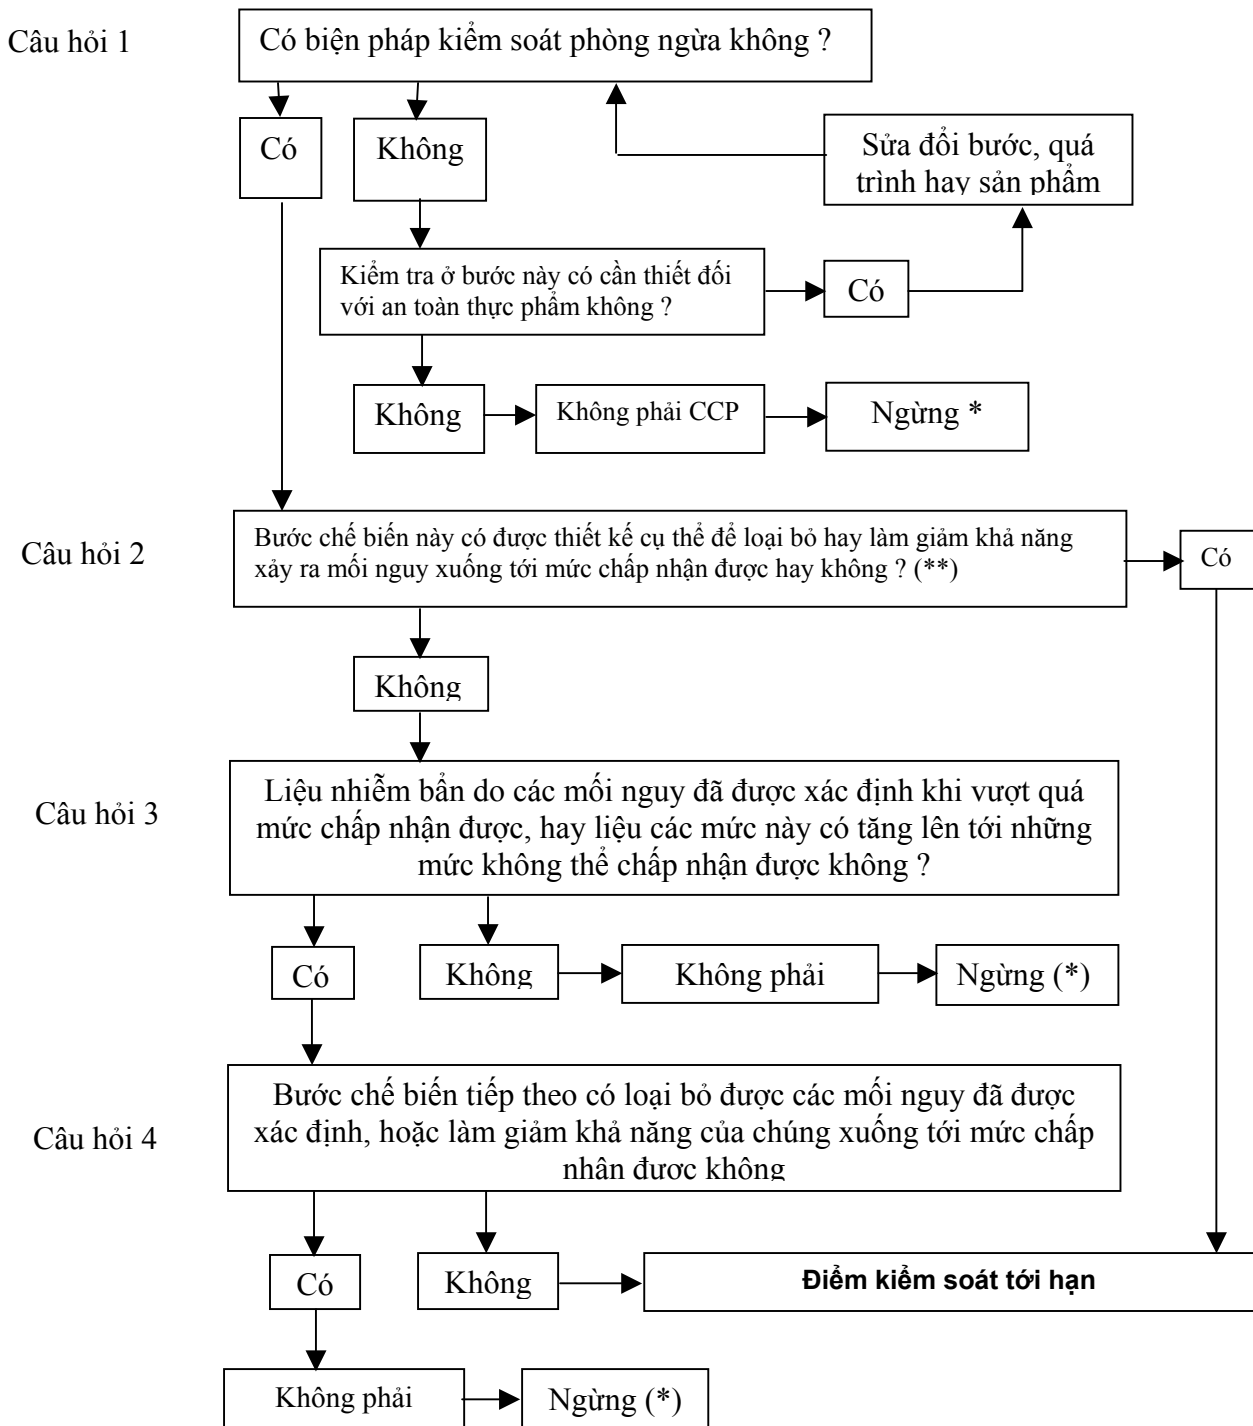 Câu hỏi 1
Có biện pháp kiểm soát phòng ngừa không ?
Có
Không
Sửa đổi bước, quá
trình hay sản phẩm
Kiểm tra ở bước này có cần thiết đối
với an toàn thực phẩm không ?
Có
Không
Không phải CCP
Ngừng *
Câu hỏi 2
Bước chế biến này có được thiết kế cụ thể để loại bỏ hay làm giảm khả năng
xảy ra mối nguy xuống tới mức chấp nhận được hay không ? (**)
Có
Không
Câu hỏi 3
Liệu nhiễm bẩn do các mối nguy đã được xác định khi vượt quá
mức chấp nhận được, hay liệu các mức này có tăng lên tới những
mức không thể chấp nhận được không ?
Có
Không
Không phải
Ngừng (*)
Câu hỏi 4
Bước chế biến tiếp theo có loại bỏ được các mối nguy đã được
xác định, hoặc làm giảm khả năng của chúng xuống tới mức chấp
nhận được không
Có
Không
Điểm kiểm soát tới hạn
Không phải
Ngừng (*)